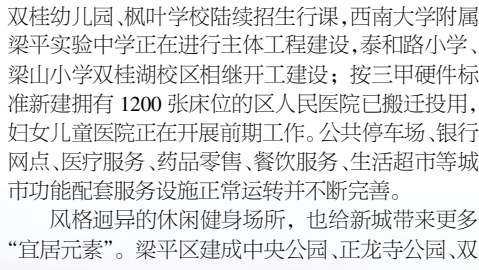 双桂幼儿园、枫叶学校陆续招生行课，西南大学附属
梁平实验中学正在进行主体工程建设，泰和路小学、
梁山小学双桂湖校区相继开工建设；按三甲硬件标
准新建拥有 1200 张床位的区人民医院已搬迁投用，
妇女儿童医院正在开展前期工作。公共停车场、银行
网点、医疗服务、药品零售、餐饮服务、生活超市等城
市功能配套服务设施正常运转并不断完善。
风格迥异的休闲健身场所，也给新城带来更多
“宜居元素”。梁平区建成中央公园、正龙寺公园、双